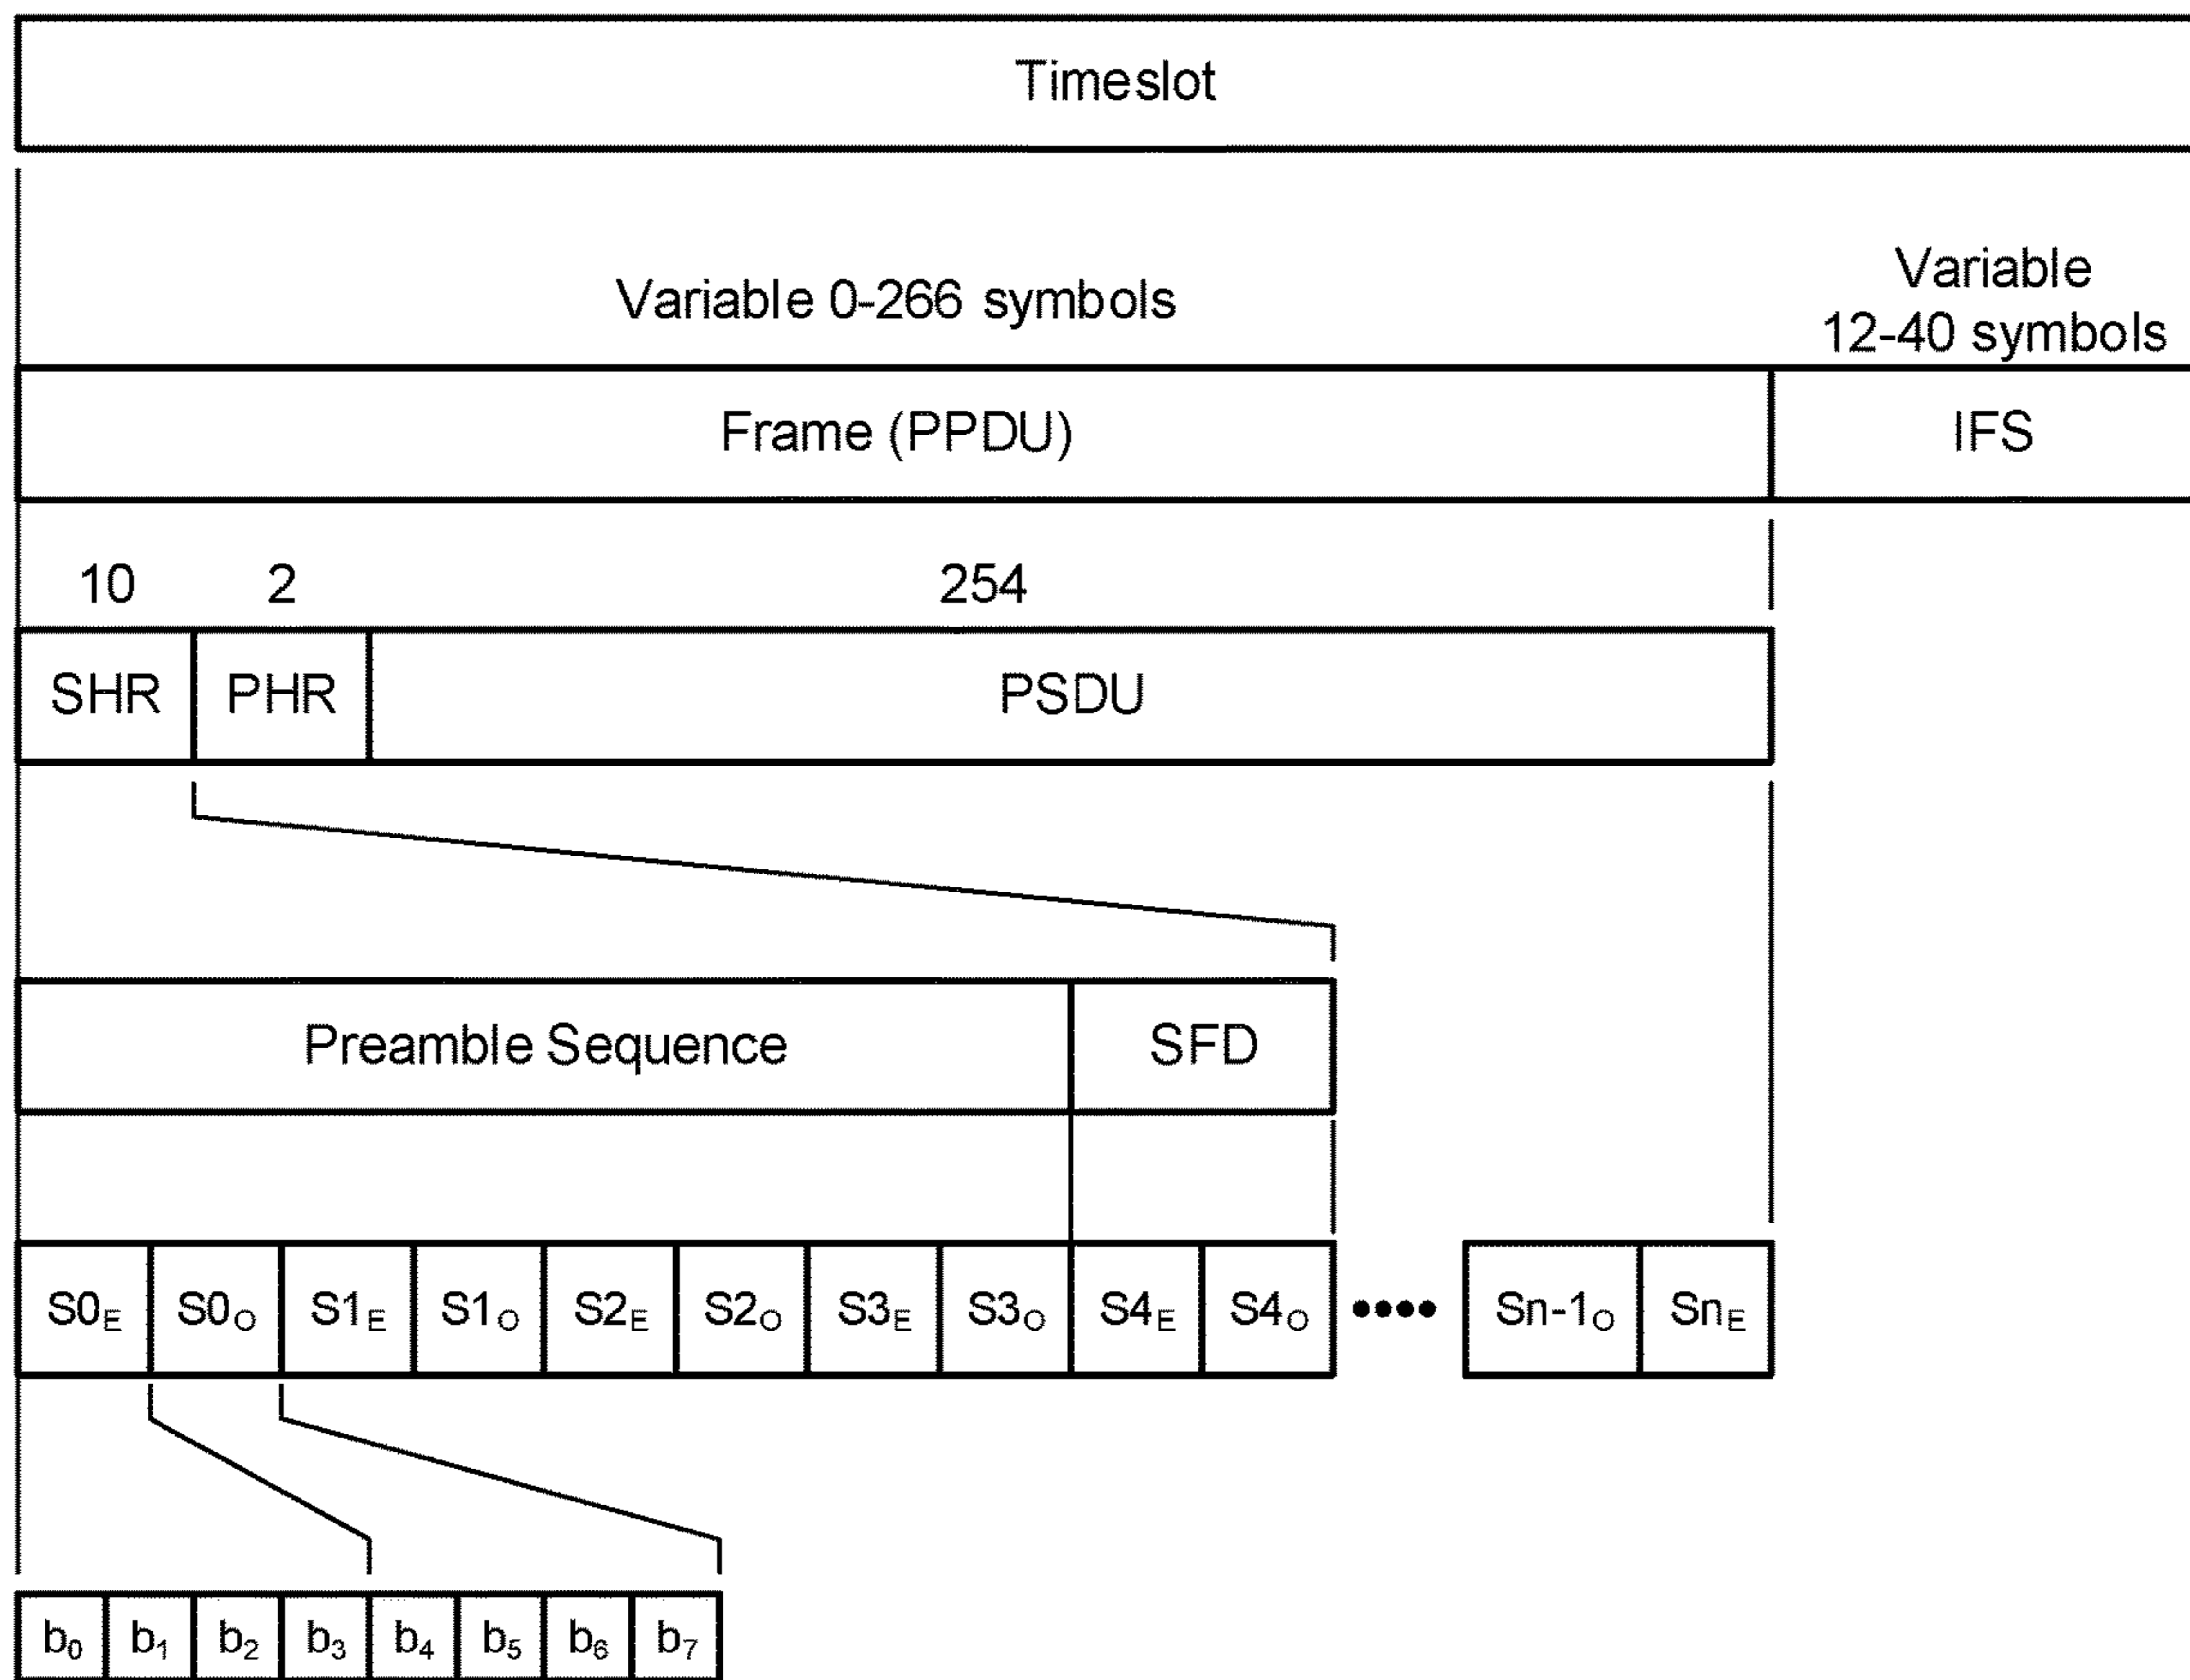 Timeslot
Variable 0-266 symbols
Variable
12-40 symbols
Frame (PPDU) IFS
10 2 254
SHR PHR PSDU
Preamble Sequence SFD
S0E S0O S1E S1O S2E S2O S3E S3O S4E S4O •••• Sn-1O SnE
b0 b1 b2 b3 b4 b5 b6 b7